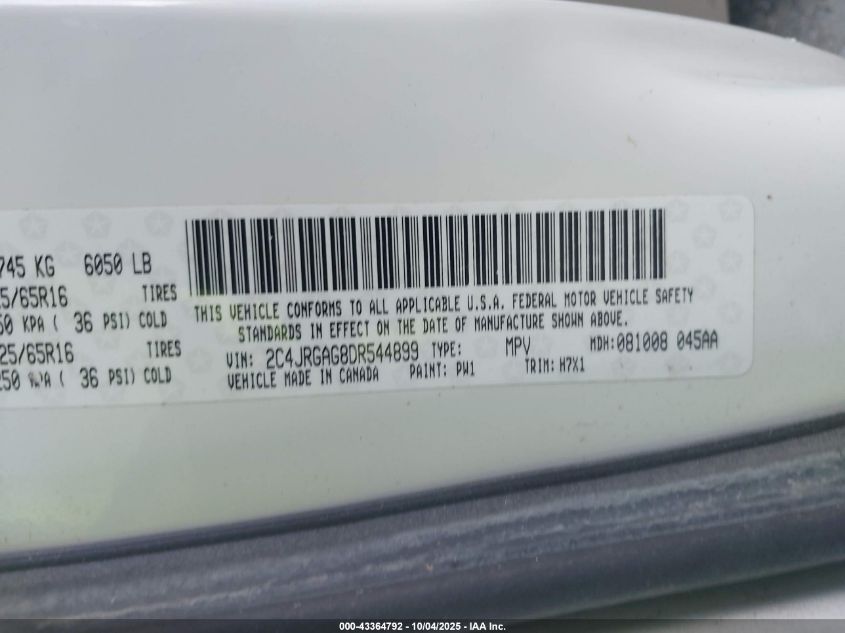 745 KG 6050 LB
5/65R16 TIRES
50 KPA ( 36 PSI) COLD
25/65R16 TIRES
250 KPA ( 36 PSI) COLD
THIS VEHICLE CONFORMS TO ALL APPLICABLE U.S.A. FEDERAL MOTOR VEHICLE SAFETY
STANDARDS IN EFFECT ON THE DATE OF MANUFACTURE SHOWN ABOVE.
VIN: 2C4JRGAG8DR544899 TYPE: MPV MDH:081008 045AA
VEHICLE MADE IN CANADA PAINT: PW1 TRIM: H7X1
000-43364792 - 10/04/2025 - IAA Inc.